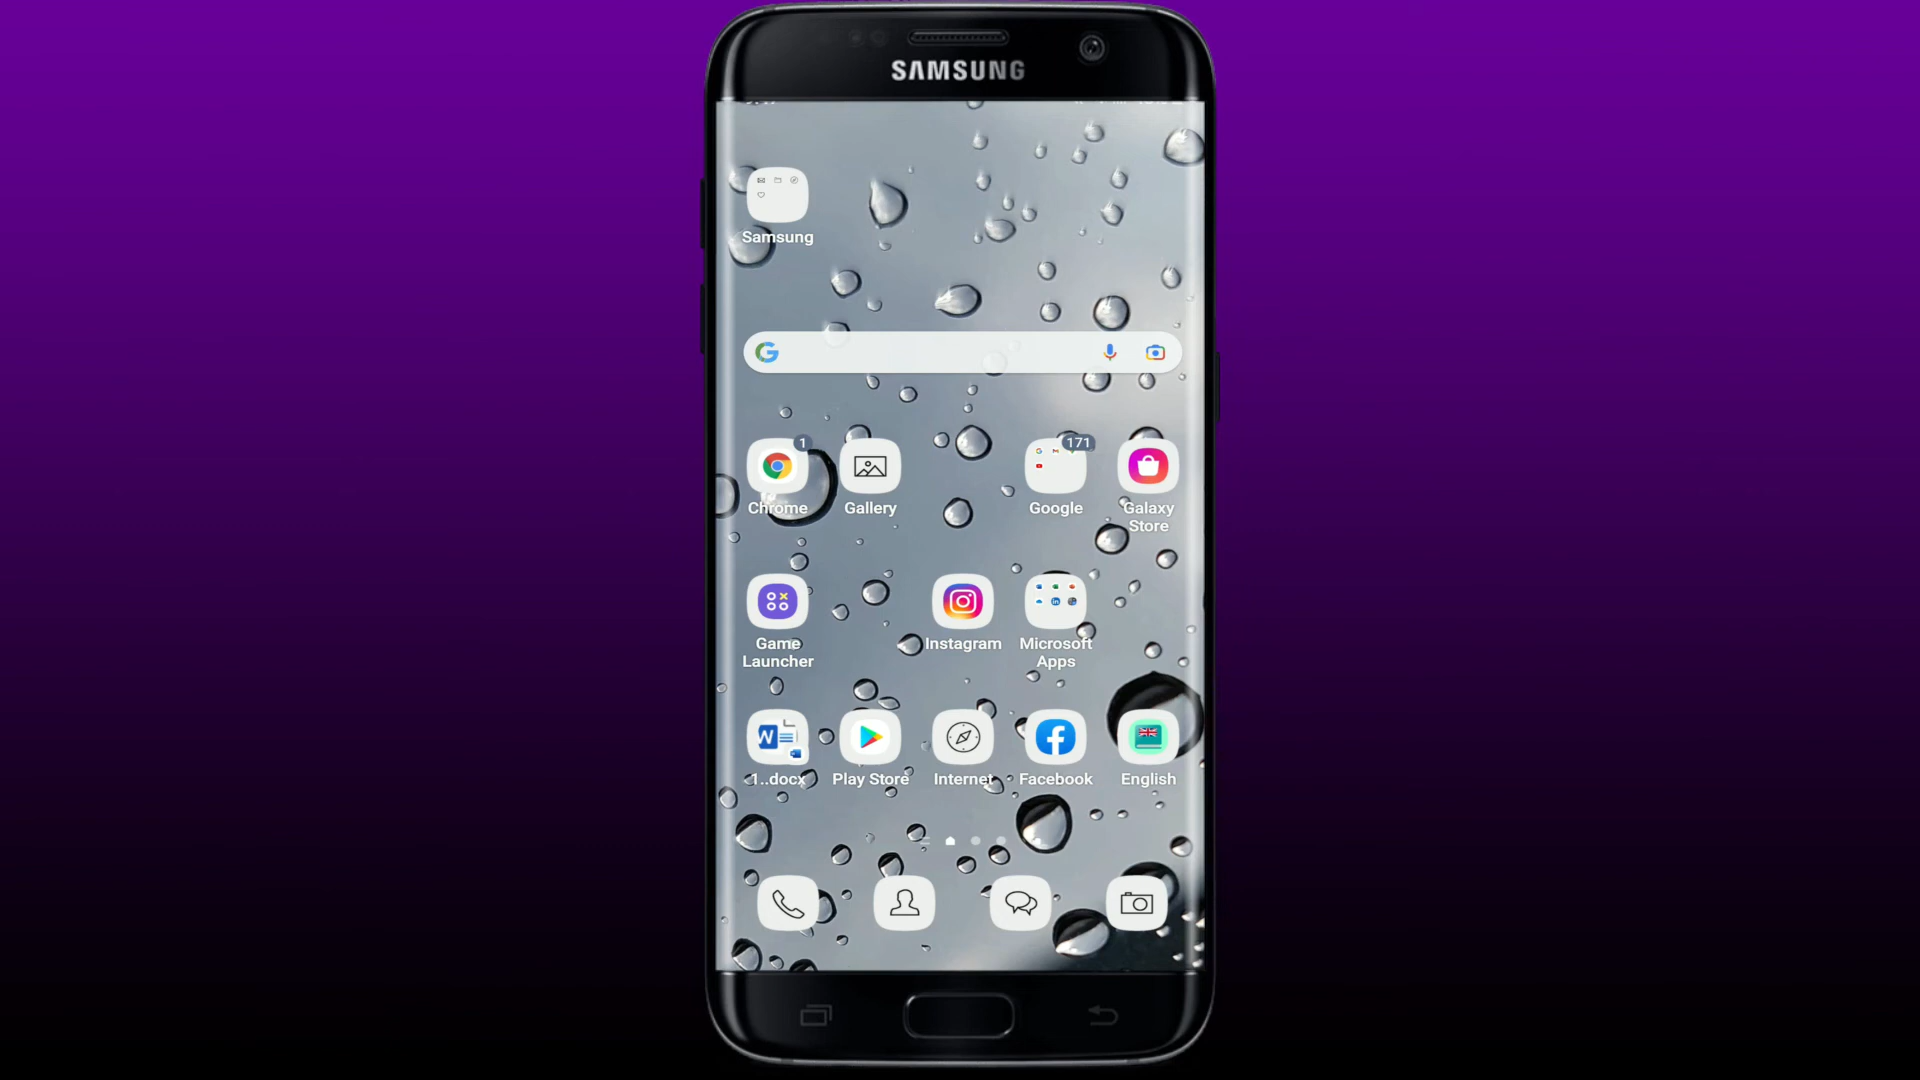 SAMSUNG
Samsung
1
171
Chrome
Gallery
Google
Galaxy
Store
Game
Launcher
Instagram
Microsoft
Apps
W
1..docx
Play Store
Internet
Facebook
English